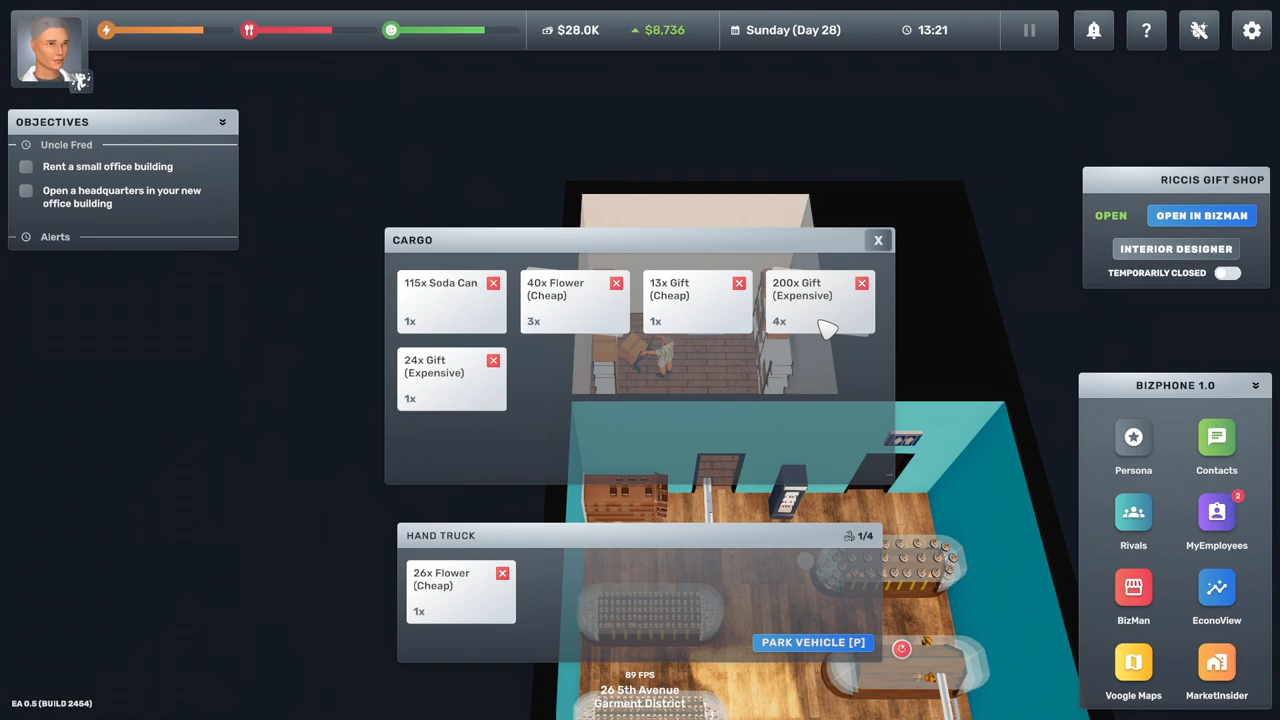 $28.0K
$8,736
Sunday (Day 28)
13:21
?
OBJECTIVES
Uncle Fred
Rent a small office building
Open a headquarters in your new
office building
Alerts
RICCIS GIFT SHOP
OPEN
OPEN IN BIZMAN
INTERIOR DESIGNER
TEMPORARILY CLOSED
CARGO
X
115x Soda Can
1x
40x Flower
(Cheap)
3x
13x Gift
(Cheap)
1x
200x Gift
(Expensive)
4x
24x Gift
(Expensive)
1x
HAND TRUCK
1/4
26x Flower
(Cheap)
1x
PARK VEHICLE [P]
BIZPHONE 1.0
Persona
Contacts
Rivals
2
MyEmployees
BizMan
EconoView
Voogle Maps
MarketInsider
89 FPS
26 5th Avenue
Garment District
EA 0.5 (BUILD 2454)